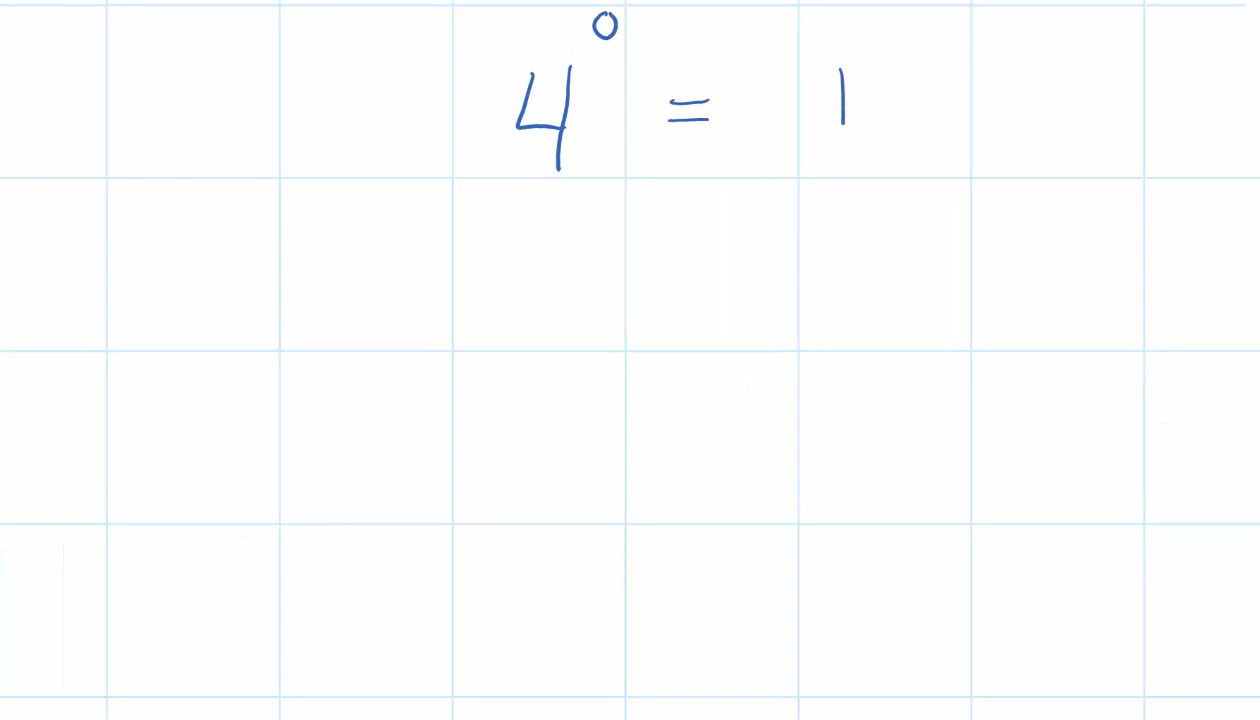 4⁰ = 1